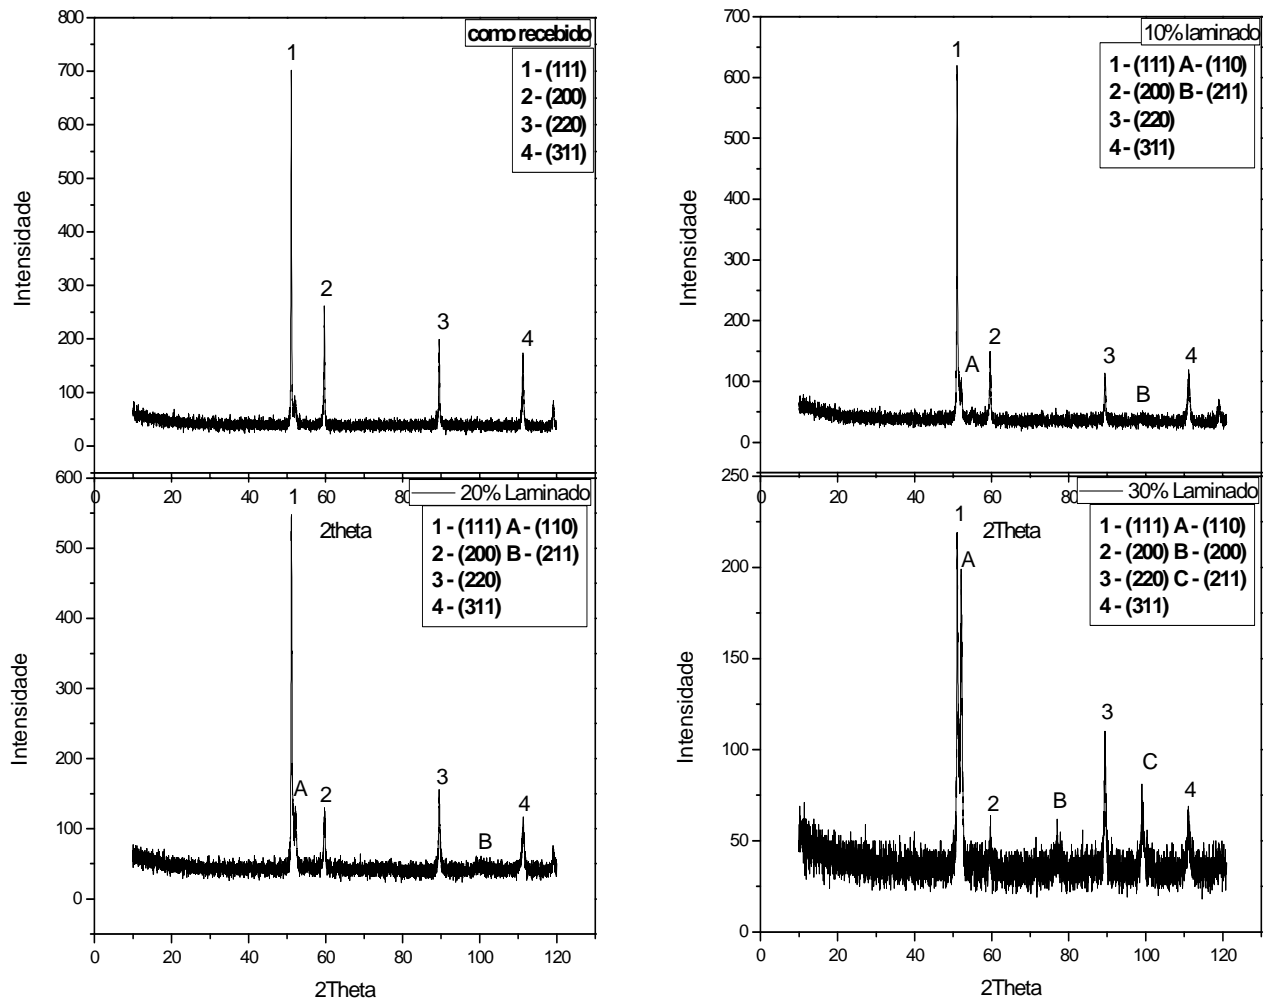 800
700
600
500
400
300
200
100
0
Intensidade
como recebido
1 - (111)
2 - (200)
3 - (220)
4 - (311)
1
2
3
4
0 20 40 60 80 100 120
2theta
700
600
500
400
300
200
100
0
Intensidade
10% laminado
1 - (111) A - (110)
2 - (200) B - (211)
3 - (220)
4 - (311)
1
A
2
3
B
4
0 20 40 60 80 100 120
2Theta
600
500
400
300
200
100
0
Intensidade
20% Laminado
1 - (111) A - (110)
2 - (200) B - (211)
3 - (220)
4 - (311)
1
A
2
3
B
4
0 20 40 60 80 100 120
2Theta
250
200
150
100
50
0
Intensidade
30% Laminado
1 - (111) A - (110)
2 - (200) B - (200)
3 - (220) C - (211)
4 - (311)
1
A
2
B
3
C
4
0 20 40 60 80 100 120
2Theta